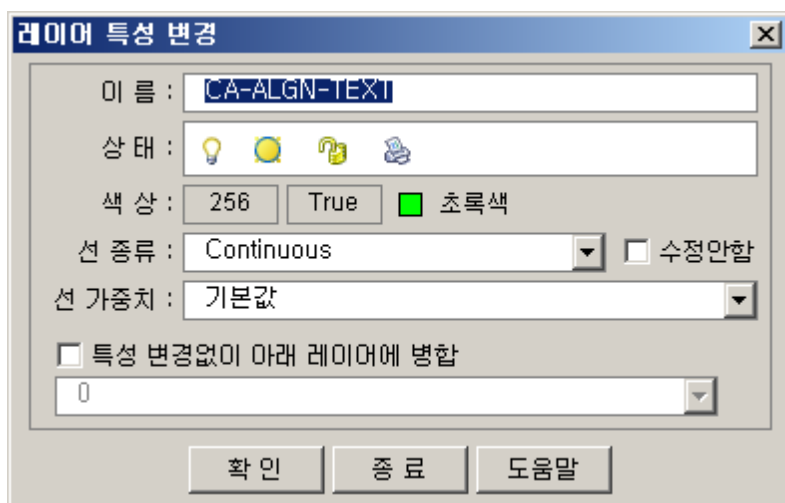 레이어 특성 변경
이 름 : CA-ALGN-TEXT
상 태 :
색 상 : 256 True 초록색
선 종류 : Continuous 수정안함
선 가중치 : 기본값
특성 변경없이 아래 레이어에 병합
0
확 인 종 료 도움말